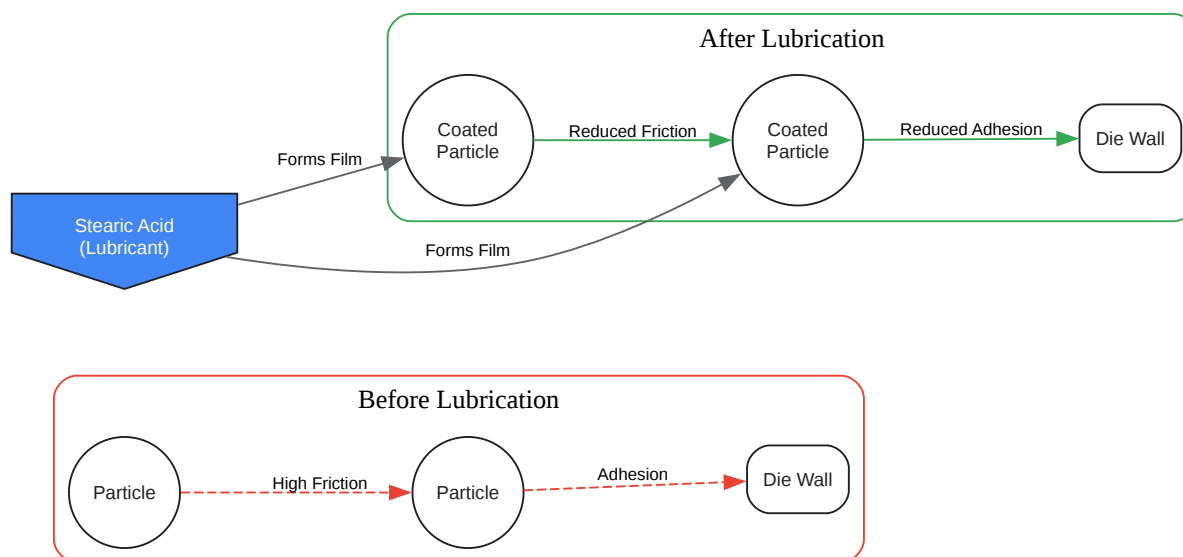 After Lubrication
Coated
Particle
Reduced Friction
Coated
Particle
Reduced Adhesion
Die Wall
Forms Film
Stearic Acid
(Lubricant)
Forms Film
Before Lubrication
Particle
High Friction
Particle
Adhesion
Die Wall